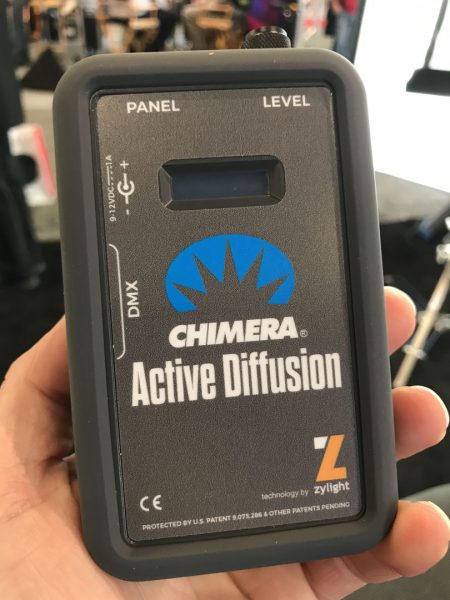 PANEL LEVEL
9-12VDC 1A
- +
DMX
CHIMERA®
Active Diffusion
Z
CE
technology by zylight
PROTECTED BY U.S. PATENT 9,075,286 & OTHER PATENTS PENDING